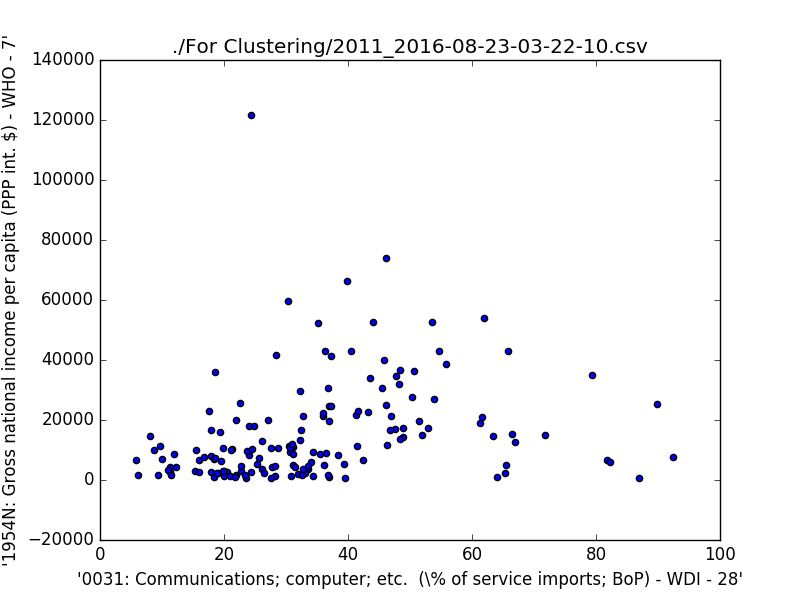 ./For Clustering/2011_2016-08-23-03-22-10.csv
'1954N: Gross national income per capita (PPP int. $) - WHO - 7'
140000
120000
100000
80000
60000
40000
20000
0
−20000
0 20 40 60 80 100
'0031: Communications; computer; etc.  (\% of service imports; BoP) - WDI - 28'